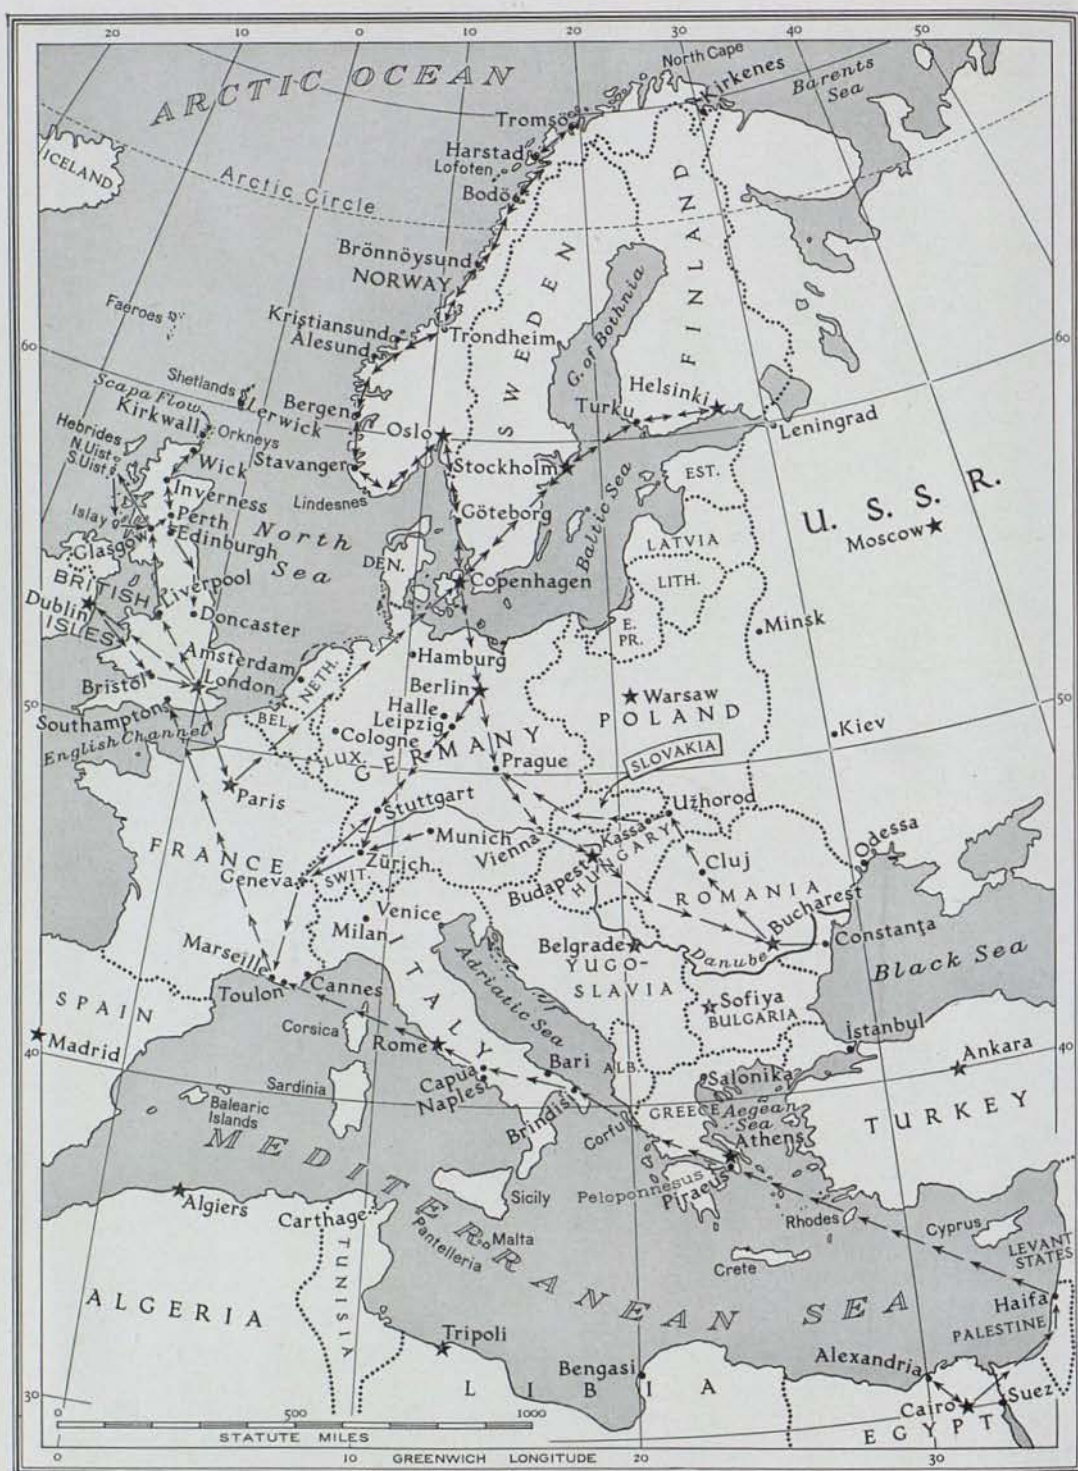 20 10 0 10 20 30 40 50
ARCTIC OCEAN
North Cape
Kirkenes
Barents
Sea
Tromsö
Harstad
Lofoten
Bodö
ICELAND
Arctic Circle
Brönnöysund
NORWAY
SWEDEN
FINLAND
G. of Bothnia
Faeroes
Kristiansund
Ålesund
Trondheim
60
60
Shetlands
Scapa Flow
Lerwick
Bergen
Helsinki
Turku
Leningrad
Kirkwall
Orkneys
Oslo
Hebrides
N. Uist
S. Uist
Wick
Stavanger
Stockholm
EST.
Lindesnes
Inverness
Islay
Perth
Edinburgh
Glasgow
North
Sea
Göteborg
Baltic Sea
LATVIA
U. S. S. R.
Moscow
DEN.
LITH.
Copenhagen
BRITISH
ISLES
Liverpool
Dublin
Doncaster
E.
PR.
Minsk
Amsterdam
NETH.
Hamburg
Bristol
London
Berlin
Warsaw
POLAND
50
50
Southampton
English Channel
BEL.
Halle
Leipzig
Cologne
GERMANY
Kiev
LUX.
Prague
SLOVAKIA
Paris
Stuttgart
Užhorod
Munich
Vienna
Kassa
Odessa
FRANCE
Zürich
Geneva
SWIT.
Budapest
HUNGARY
Cluj
ROMANIA
Bucharest
Venice
Milan
ITALY
Belgrade
YUGO-
SLAVIA
Danube
Constanța
Black Sea
Marseille
Toulon
Cannes
Adriatic Sea
Sofiya
BULGARIA
SPAIN
Madrid
Corsica
Rome
İstanbul
Ankara
40
40
Capua
Naples
Bari
ALB.
Salonika
TURKEY
Sardinia
Balearic
Islands
Brindisi
Corfu
GREECE
Aegean
Sea
Athens
MEDITERRANEAN SEA
Sicily
Peloponnesus
Piraeus
Algiers
Carthage
Malta
Pantelleria
Rhodes
Cyprus
LEVANT
STATES
Crete
TUNISIA
ALGERIA
Haifa
PALESTINE
Tripoli
Bengasi
Alexandria
LIBIA
Cairo
Suez
EGYPT
30
30
0 500 1000
STATUTE MILES
0 10 GREENWICH LONGITUDE 20 30